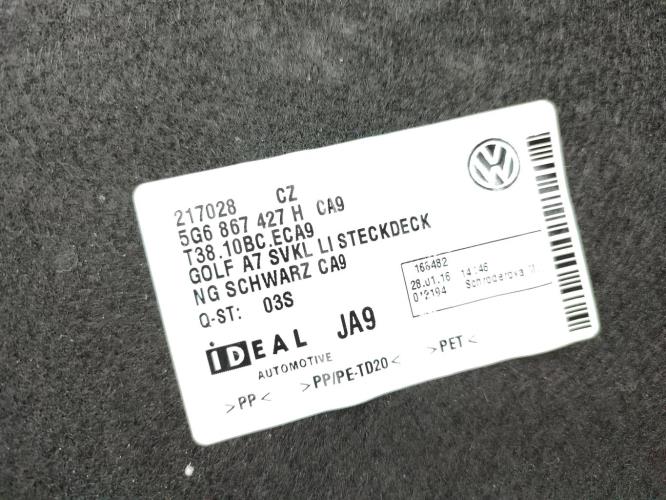 217028 CZ
5G6 867 427 H CA9
T38.10BC.ECA9
GOLF A7 SVKL LI STECKDECK
NG SCHWARZ CA9
Q-ST: 03S
166482
28.01.16 14:46
012194
iDEAL JA9
AUTOMOTIVE
>PP< >PP/PE-TD20< >PET<